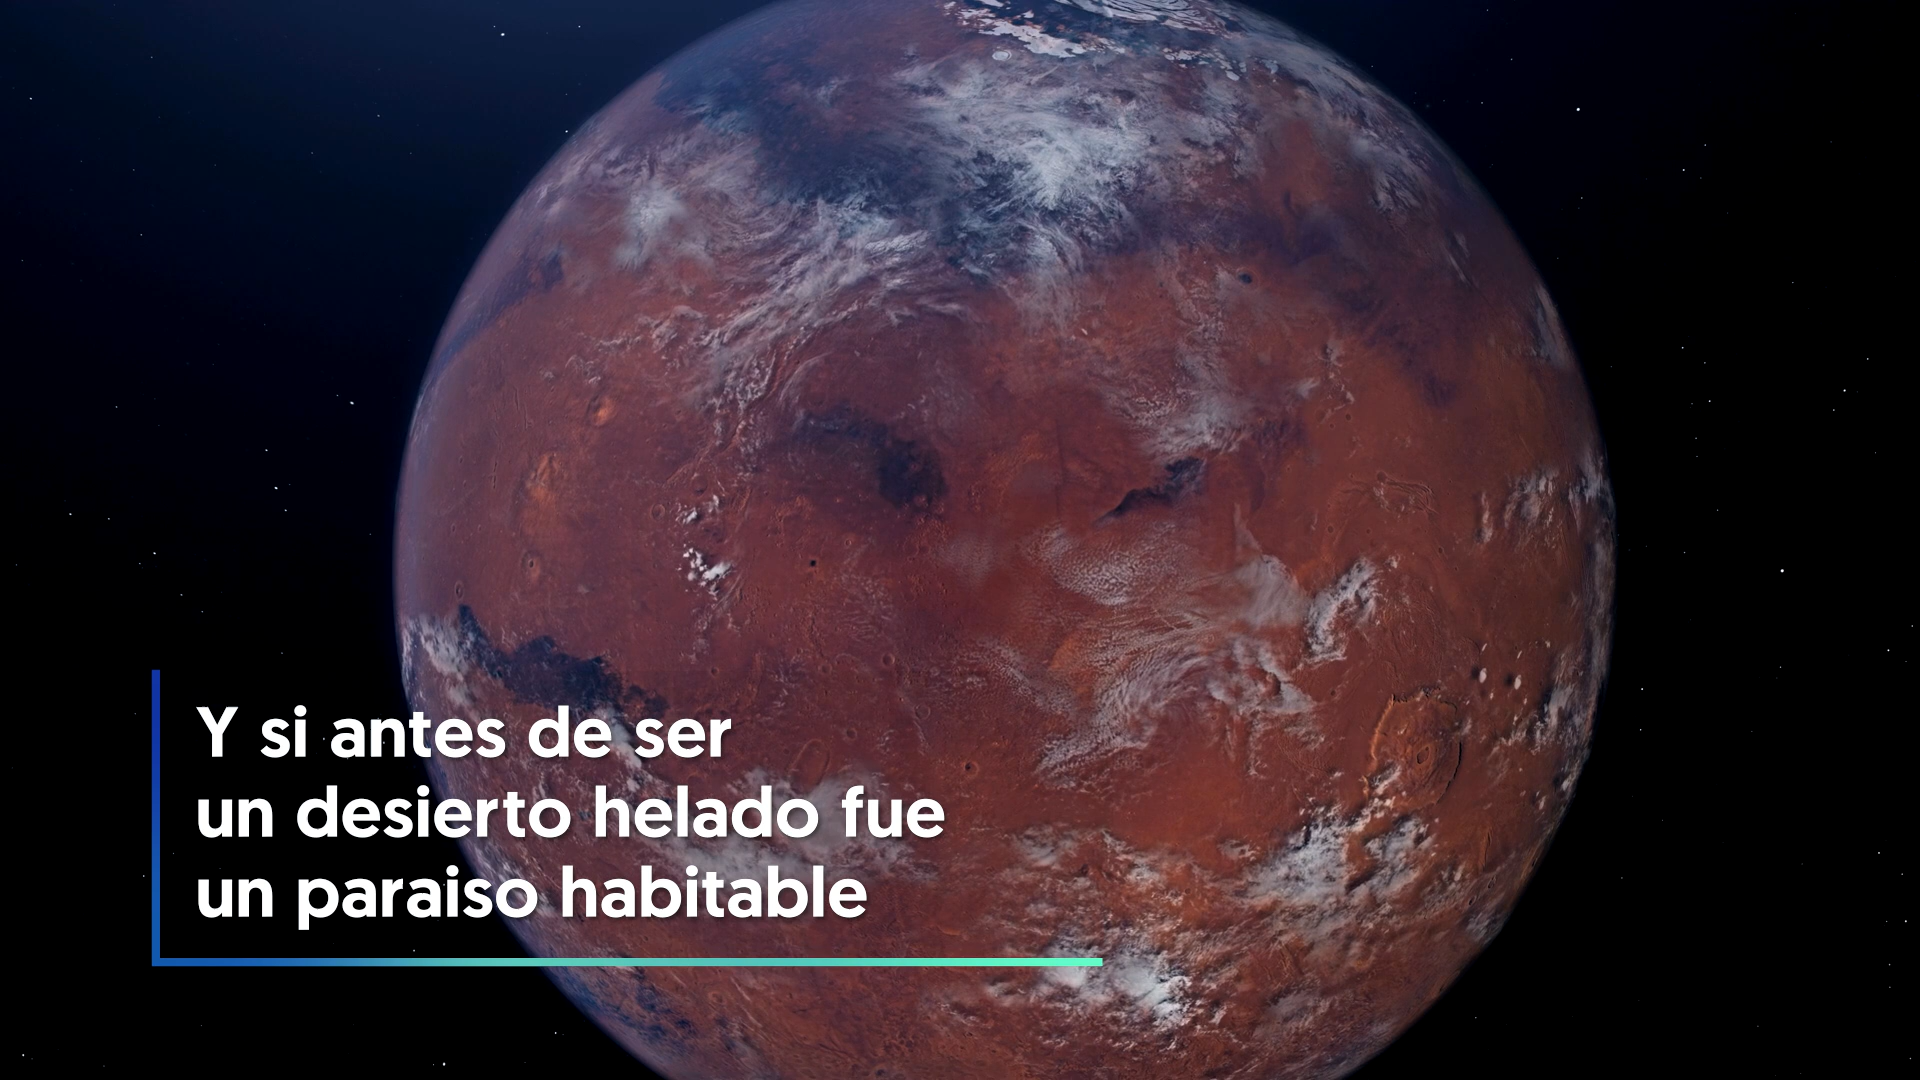 Y si antes de ser
un desierto helado fue
un paraiso habitable